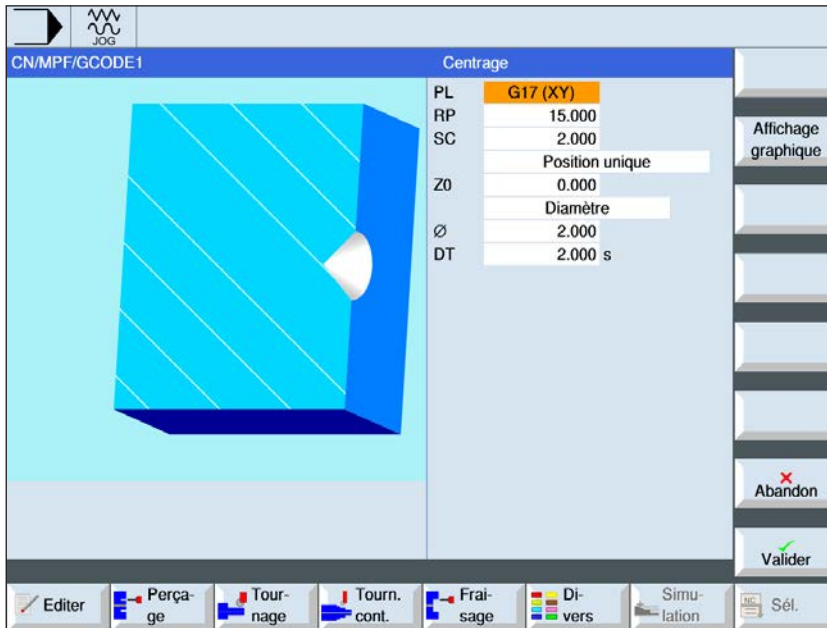 JOG
CN/MPF/GCODE1
Centrage
PL G17 (XY)
RP 15.000
SC 2.000
Position unique
Z0 0.000
Diamètre
∅ 2.000
DT 2.000 s
Affichage
graphique
Abandon
Valider
Editer
Perça-
ge
Tour-
nage
Tourn.
cont.
Frai-
sage
Di-
vers
Simu-
lation
NC
Sél.